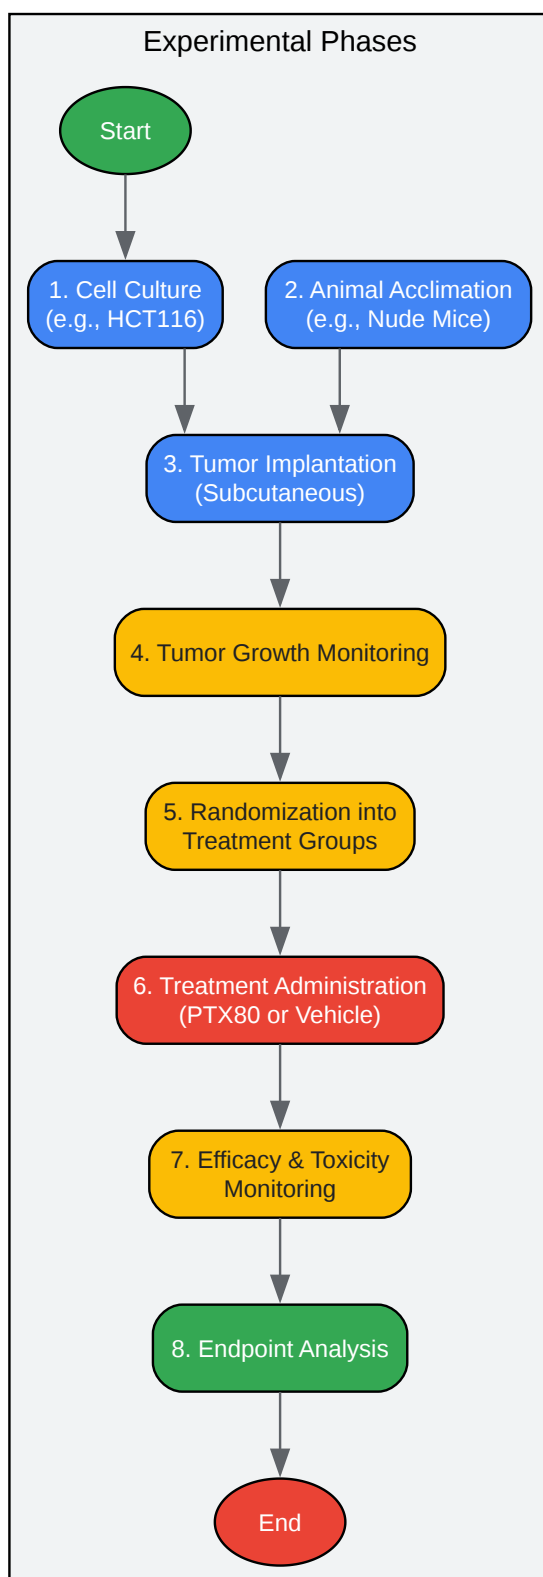 Experimental Phases
Start
1. Cell Culture
(e.g., HCT116)
2. Animal Acclimation
(e.g., Nude Mice)
3. Tumor Implantation
(Subcutaneous)
4. Tumor Growth Monitoring
5. Randomization into
Treatment Groups
6. Treatment Administration
(PTX80 or Vehicle)
7. Efficacy & Toxicity
Monitoring
8. Endpoint Analysis
End